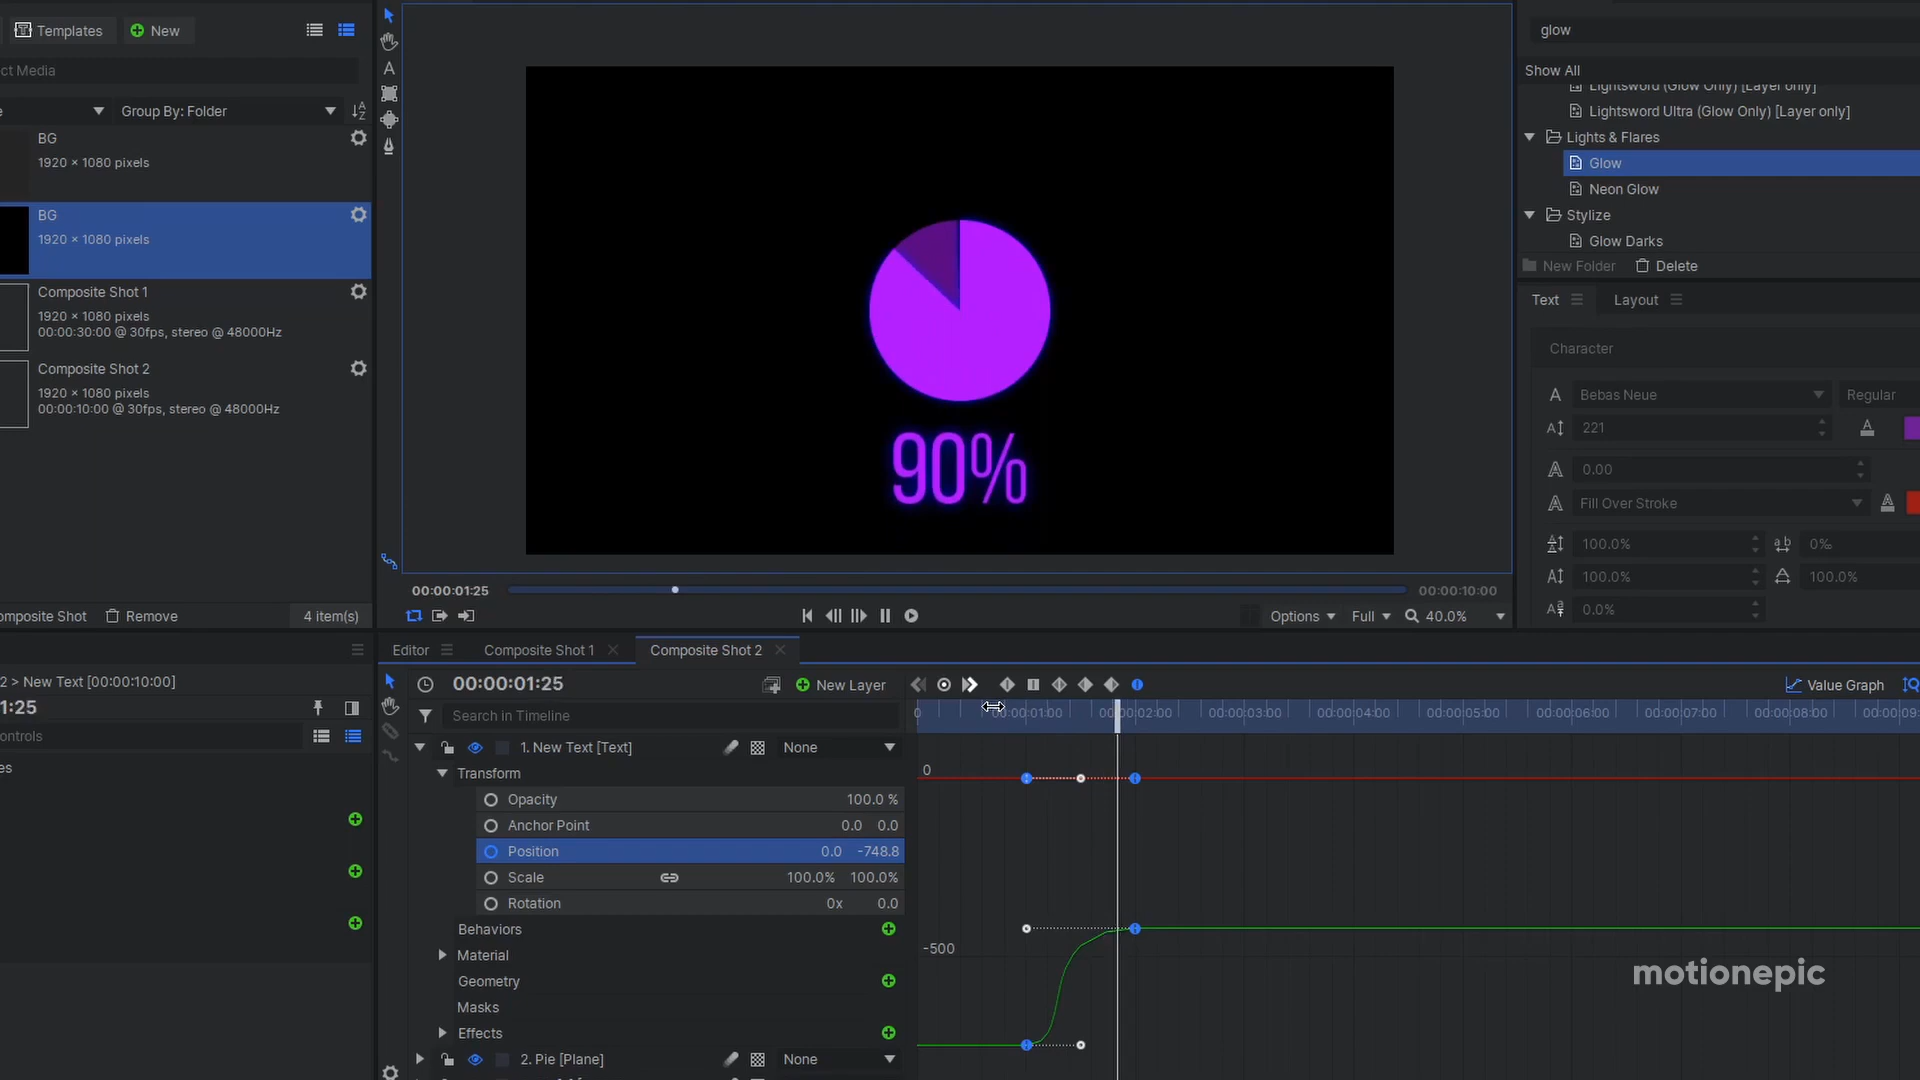 Templates
New
ct Media
e
Group By: Folder
BG
1920 × 1080 pixels
BG
1920 × 1080 pixels
Composite Shot 1
1920 × 1080 pixels
00:00:30:00 @ 30fps, stereo @ 48000Hz
Composite Shot 2
1920 × 1080 pixels
00:00:10:00 @ 30fps, stereo @ 48000Hz
omposite Shot
Remove
4 item(s)
90%
00:00:01:25
00:00:10:00
Options
Full
40.0%
glow
Show All
Lightsword (Glow Only) [Layer only]
Lightsword Ultra (Glow Only) [Layer only]
Lights & Flares
Glow
Neon Glow
Stylize
Glow Darks
New Folder
Delete
Text
Layout
Character
Bebas Neue
Regular
221
0.00
Fill Over Stroke
100.0%
0‰
100.0%
100.0%
0.0%
2 > New Text [00:00:10:00]
1:25
ontrols
es
Editor
Composite Shot 1
Composite Shot 2
00:00:01:25
New Layer
Value Graph
Search in Timeline
0
00:00:01:00
00:00:02:00
00:00:03:00
00:00:04:00
00:00:05:00
00:00:06:00
00:00:07:00
00:00:08:00
00:00:09:
1. New Text [Text]
None
Transform
Opacity
100.0 %
Anchor Point
0.0 0.0
Position
0.0 -748.8
Scale
100.0% 100.0%
Rotation
0x 0.0
Behaviors
Material
Geometry
Masks
Effects
2. Pie [Plane]
None
0
-500
motionepic